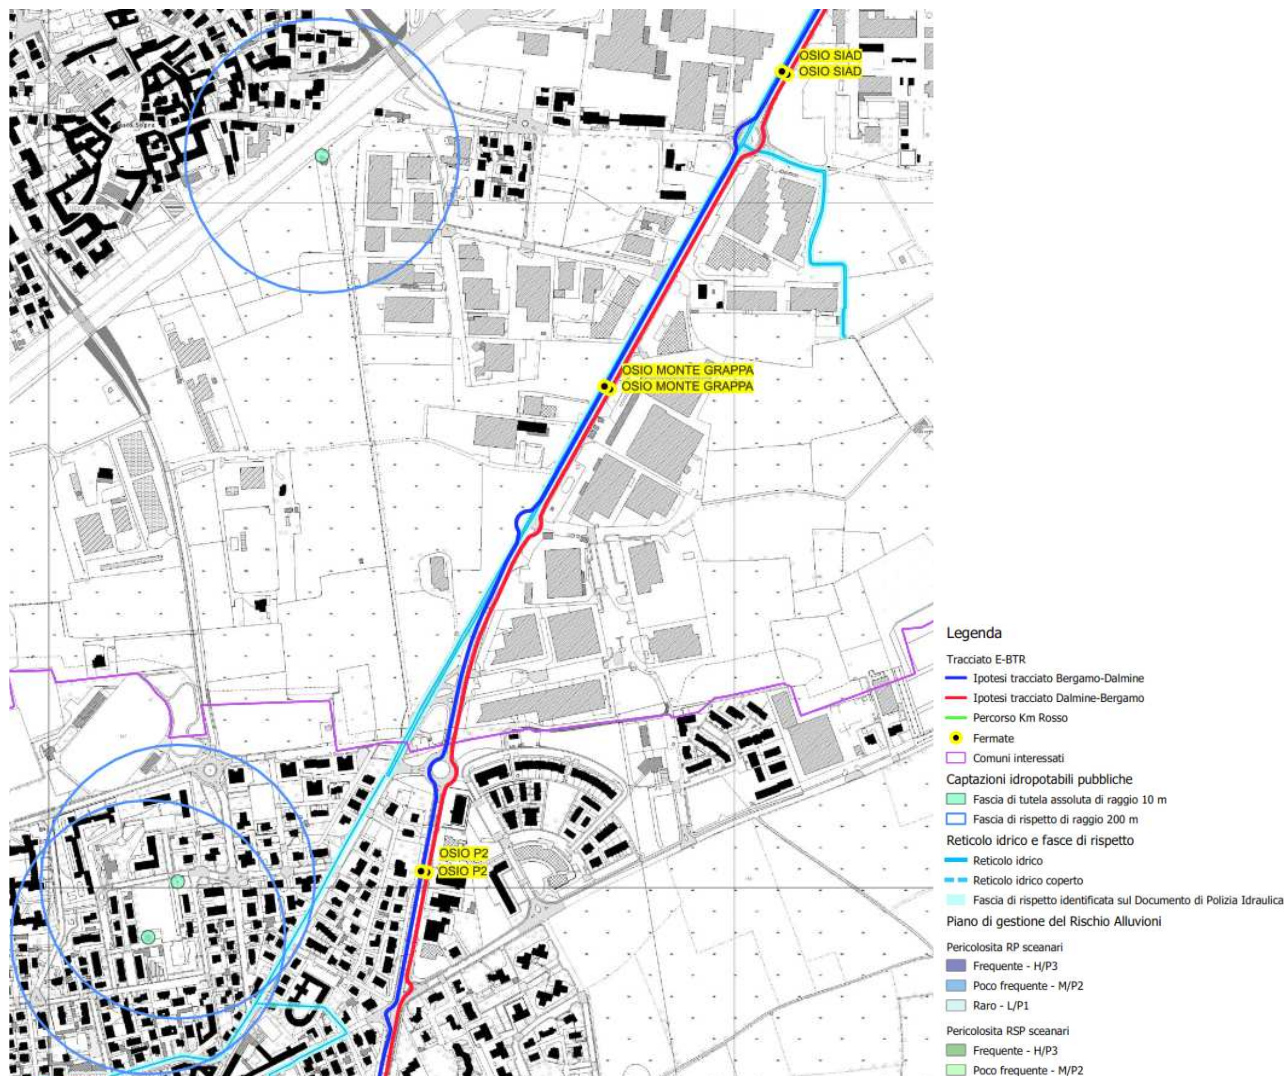 OSIO SIAD
OSIO SIAD
OSIO MONTE GRAPPA
OSIO MONTE GRAPPA
OSIO P2
OSIO P2
Legenda
Tracciato E-BTR
Ipotesi tracciato Bergamo-Dalmine
Ipotesi tracciato Dalmine-Bergamo
Percorso Km Rosso
Fermate
Comuni interessati
Captazioni idropotabili pubbliche
Fascia di tutela assoluta di raggio 10 m
Fascia di rispetto di raggio 200 m
Reticolo idrico e fasce di rispetto
Reticolo idrico
Reticolo idrico coperto
Fascia di rispetto identificata sul Documento di Polizia Idraulica
Piano di gestione del Rischio Alluvioni
Pericolosita RP sceanari
Frequente - H/P3
Poco frequente - M/P2
Raro - L/P1
Pericolosita RSP sceanari
Frequente - H/P3
Poco frequente - M/P2